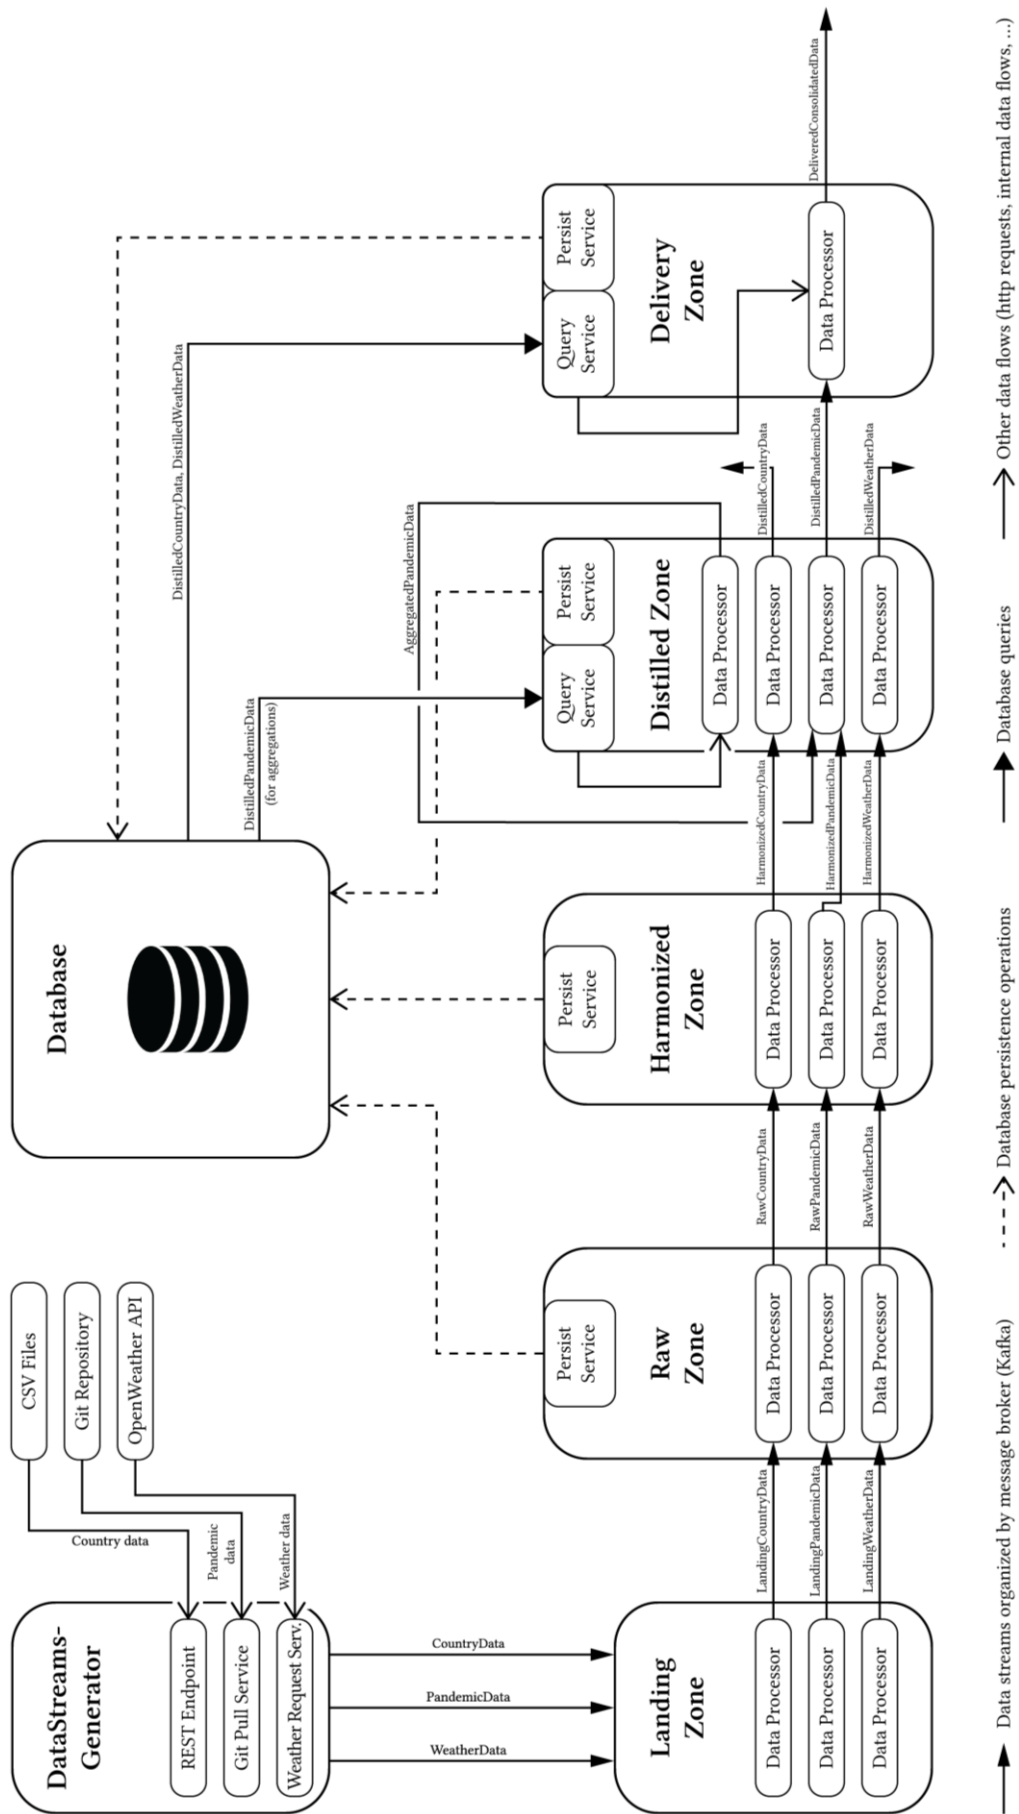 DataStreams-
Generator
REST Endpoint
Git Pull Service
Weather Request Serv.
CSV Files
Git Repository
OpenWeather API
Country data
Pandemic
data
Weather data
Database
CountryData
PandemicData
WeatherData
DistilledPandemicData
(for aggregations)
DistilledCountryData, DistilledWeatherData
AggregatedPandemicData
Landing
Zone
Data Processor
Data Processor
Data Processor
LandingCountryData
LandingPandemicData
LandingWeatherData
Persist
Service
Raw
Zone
Data Processor
Data Processor
Data Processor
RawCountryData
RawPandemicData
RawWeatherData
Persist
Service
Harmonized
Zone
Data Processor
Data Processor
Data Processor
HarmonizedCountryData
HarmonizedPandemicData
HarmonizedWeatherData
Query
Service
Persist
Service
Distilled Zone
Data Processor
Data Processor
Data Processor
Data Processor
DistilledCountryData
DistilledPandemicData
DistilledWeatherData
Query
Service
Persist
Service
Delivery
Zone
Data Processor
DeliveredConsolidatedData
Data streams organized by message broker (Kafka)
Database persistence operations
Database queries
Other data flows (http requests, internal data flows, ...)